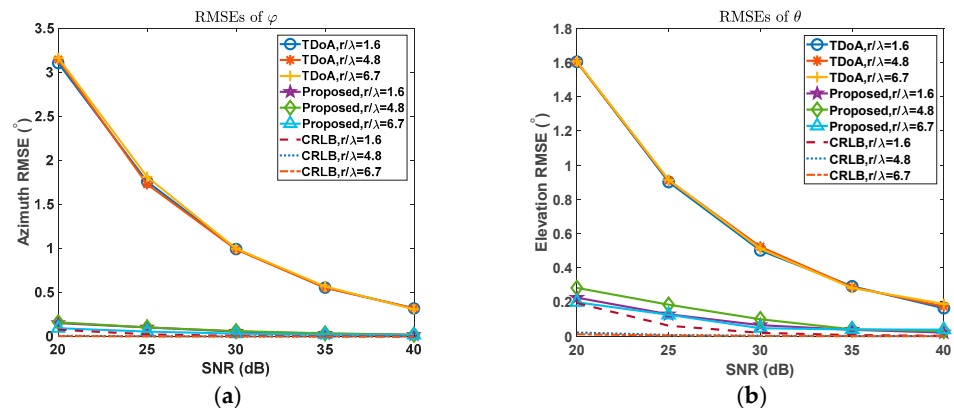 RMSEs of φ
3.5
3
2.5
2
1.5
1
0.5
0
Azimuth RMSE (°)
TDoA,r/λ=1.6
TDoA,r/λ=4.8
TDoA,r/λ=6.7
Proposed,r/λ=1.6
Proposed,r/λ=4.8
Proposed,r/λ=6.7
CRLB,r/λ=1.6
CRLB,r/λ=4.8
CRLB,r/λ=6.7
20 25 30 35 40
SNR (dB)
(a)
RMSEs of θ
1.8
1.6
1.4
1.2
1
0.8
0.6
0.4
0.2
0
Elevation RMSE (°)
TDoA,r/λ=1.6
TDoA,r/λ=4.8
TDoA,r/λ=6.7
Proposed,r/λ=1.6
Proposed,r/λ=4.8
Proposed,r/λ=6.7
CRLB,r/λ=1.6
CRLB,r/λ=4.8
CRLB,r/λ=6.7
20 25 30 35 40
SNR (dB)
(b)